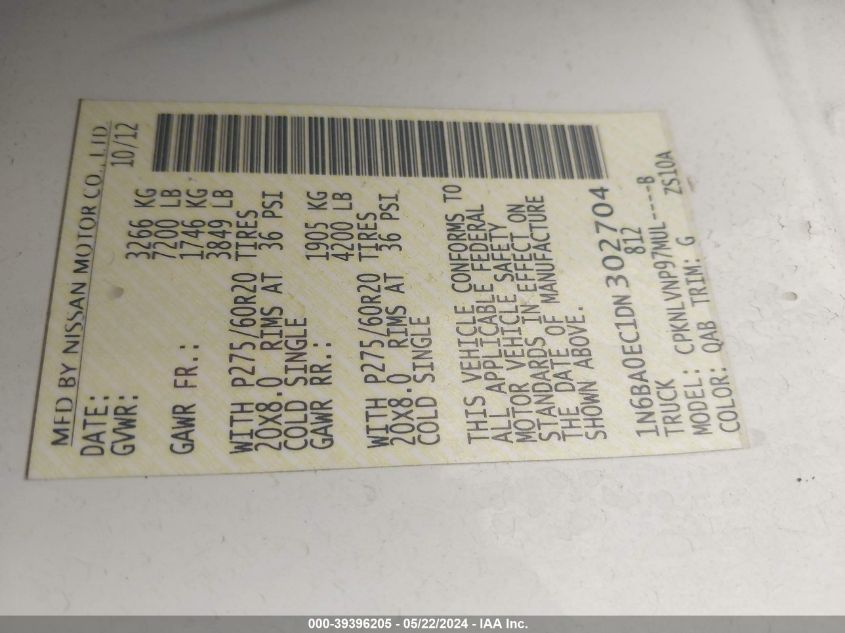 MFD BY NISSAN MOTOR CO., LTD
DATE: 10/12
GVWR: 3266 KG
7200 LB
GAWR FR.: 1746 KG
3849 LB
WITH P275/60R20 TIRES
20X8.0 RIMS AT 36 PSI
COLD SINGLE
GAWR RR.: 1905 KG
4200 LB
WITH P275/60R20 TIRES
20X8.0 RIMS AT 36 PSI
COLD SINGLE
THIS VEHICLE CONFORMS TO
ALL APPLICABLE FEDERAL
MOTOR VEHICLE SAFETY
STANDARDS IN EFFECT ON
THE DATE OF MANUFACTURE
SHOWN ABOVE.
1N6BA0EC1DN302704
TRUCK 812
MODEL: CPKNLVNP97MUL----B
COLOR: QAB TRIM: G ZS10A
000-39396205 - 05/22/2024 - IAA Inc.